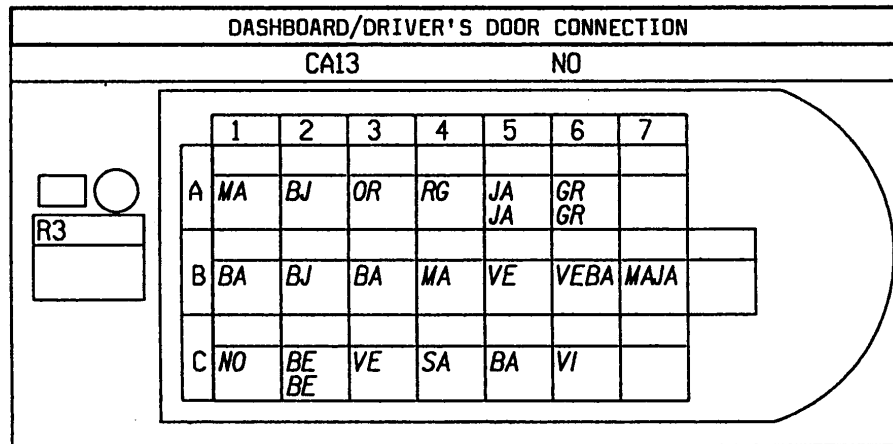 DASHBOARD/DRIVER'S DOOR CONNECTION
CA13 NO
1 2 3 4 5 6 7
A MA BJ OR RG JA GR
JA GR
R3
B BA BJ BA MA VE VEBA MAJA
C NO BE VE SA BA VI
BE